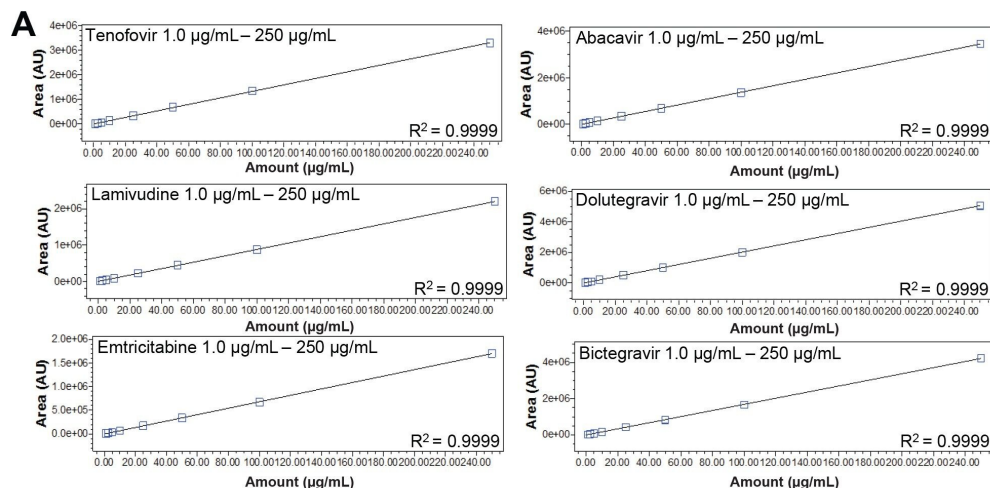 A
Tenofovir 1.0 µg/mL – 250 µg/mL
Area (AU)
4e+06
3e+06
2e+06
1e+06
0e+00
R² = 0.9999
0.00 20.00 40.00 60.00 80.00 100.00 120.00 140.00 160.00 180.00 200.00 220.00 240.00
Amount (µg/mL)
Abacavir 1.0 µg/mL – 250 µg/mL
Area (AU)
4e+06
2e+06
0e+00
R² = 0.9999
0.00 20.00 40.00 60.00 80.00 100.00 120.00 140.00 160.00 180.00 200.00 220.00 240.00
Amount (µg/mL)
Lamivudine 1.0 µg/mL – 250 µg/mL
Area (AU)
2e+06
1e+06
0e+00
R² = 0.9999
0.00 20.00 40.00 60.00 80.00 100.00 120.00 140.00 160.00 180.00 200.00 220.00 240.00
Amount (µg/mL)
Dolutegravir 1.0 µg/mL – 250 µg/mL
Area (AU)
6e+06
4e+06
2e+06
0e+00
R² = 0.9999
0.00 20.00 40.00 60.00 80.00 100.00 120.00 140.00 160.00 180.00 200.00 220.00 240.00
Amount (µg/mL)
Emtricitabine 1.0 µg/mL – 250 µg/mL
Area (AU)
2.0e+06
1.5e+06
1.0e+06
5.0e+05
0.0e+00
R² = 0.9999
0.00 20.00 40.00 60.00 80.00 100.00 120.00 140.00 160.00 180.00 200.00 220.00 240.00
Amount (µg/mL)
Bictegravir 1.0 µg/mL – 250 µg/mL
Area (AU)
4e+06
2e+06
0e+00
R² = 0.9999
0.00 20.00 40.00 60.00 80.00 100.00 120.00 140.00 160.00 180.00 200.00 220.00 240.00
Amount (µg/mL)